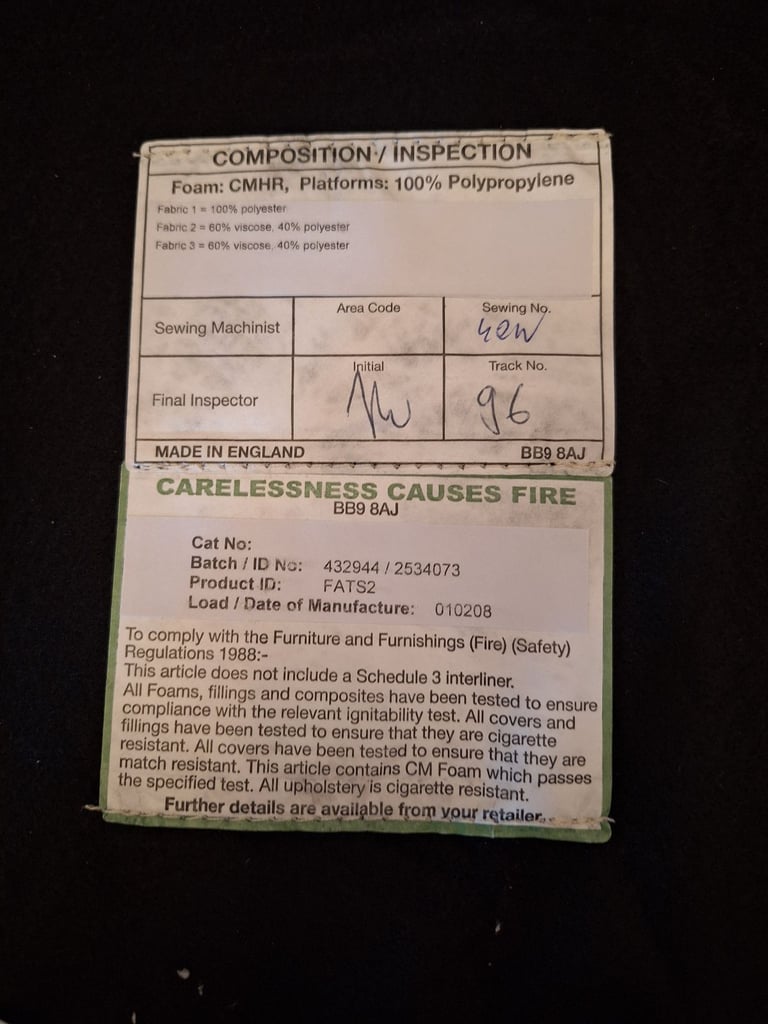 COMPOSITION / INSPECTION
Foam: CMHR, Platforms: 100% Polypropylene
Fabric 1 = 100% polyester
Fabric 2 = 60% viscose, 40% polyester
Fabric 3 = 60% viscose, 40% polyester
Sewing Machinist
Area Code
Sewing No.
Final Inspector
Initial
Track No.
96
MADE IN ENGLAND BB9 8AJ
CARELESSNESS CAUSES FIRE
BB9 8AJ
Cat No:
Batch / ID No: 432944 / 2534073
Product ID: FATS2
Load / Date of Manufacture: 010208
To comply with the Furniture and Furnishings (Fire) (Safety)
Regulations 1988:-
This article does not include a Schedule 3 interliner.
All Foams, fillings and composites have been tested to ensure
compliance with the relevant ignitability test. All covers and
fillings have been tested to ensure that they are cigarette
resistant. All covers have been tested to ensure that they are
match resistant. This article contains CM Foam which passes
the specified test. All upholstery is cigarette resistant.
Further details are available from your retailer.